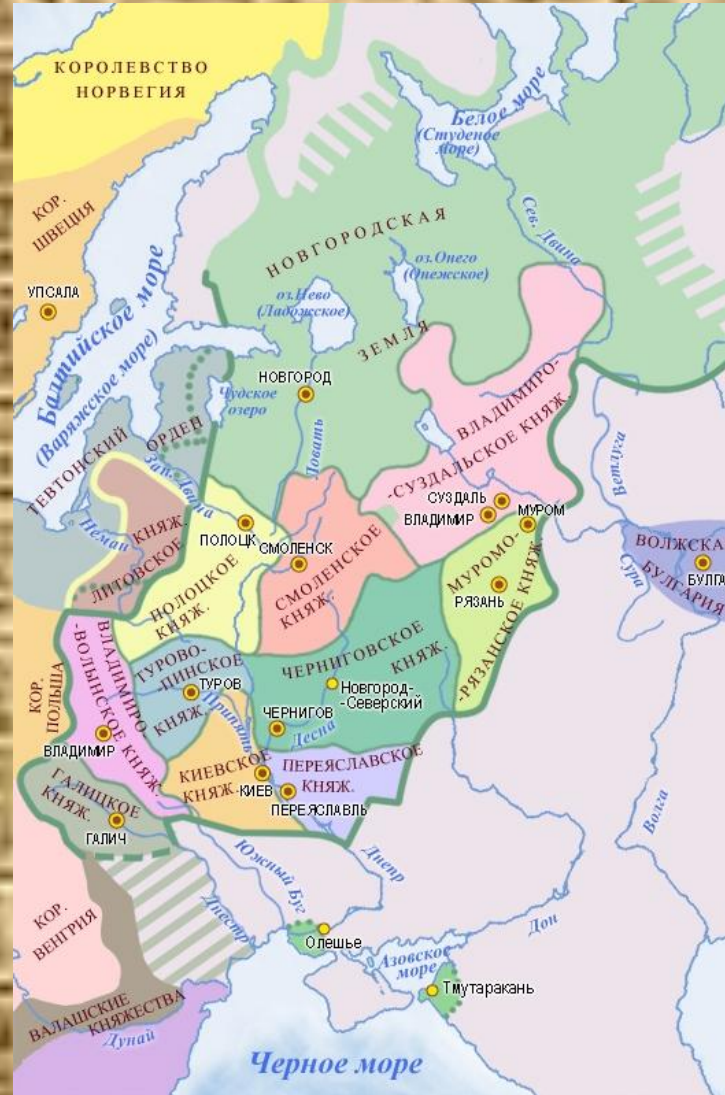 КОРОЛЕВСТВО
НОРВЕГИЯ
Белое море
(Студеное
море)
КОР.
ШВЕЦИЯ
Сев. Двина
НОВГОРОДСКАЯ
ЗЕМЛЯ
оз.Онего
(Онежское)
УПСАЛА
оз.Нево
(Ладожское)
Балтийское море
(Варяжское море)
НОВГОРОД
Чудское
озеро
Ловать
ВЛАДИМИРО-
-СУЗДАЛЬСКОЕ КНЯЖ.
Ветлуга
ТЕВТОНСКИЙ
ОРДЕН
Зап. Двина
СУЗДАЛЬ
ВЛАДИМИР
МУРОМ
Неман
КНЯЖ.
ЛИТОВСКОЕ
ПОЛОЦК
СМОЛЕНСК
Сура
ВОЛЖСКА
БУЛГАРИЯ
БУЛГА
ПОЛОЦКОЕ
КНЯЖ.
СМОЛЕНСКОЕ
КНЯЖ.
МУРОМО-
-РЯЗАНСКОЕ КНЯЖ.
РЯЗАНЬ
КОР.
ПОЛЬША
ВЛАДИМИРО-
-ВОЛЫНСКОЕ КНЯЖ.
ТУРОВО-
-ПИНСКОЕ
КНЯЖ.
ТУРОВ
Припять
ЧЕРНИГОВСКОЕ
КНЯЖ.
Новгород-
-Северский
ЧЕРНИГОВ
Десна
ВЛАДИМИР
КИЕВСКОЕ
КНЯЖ.
КИЕВ
ПЕРЕЯСЛАВСКОЕ
КНЯЖ.
ПЕРЕЯСЛАВЛЬ
ГАЛИЦКОЕ
КНЯЖ.
ГАЛИЧ
Волга
Южный Буг
Днепр
КОР.
ВЕНГРИЯ
Днестр
Олешье
Дон
Азовское
море
Тмутаракань
ВАЛАШСКИЕ
КНЯЖЕСТВА
Дунай
Черное море